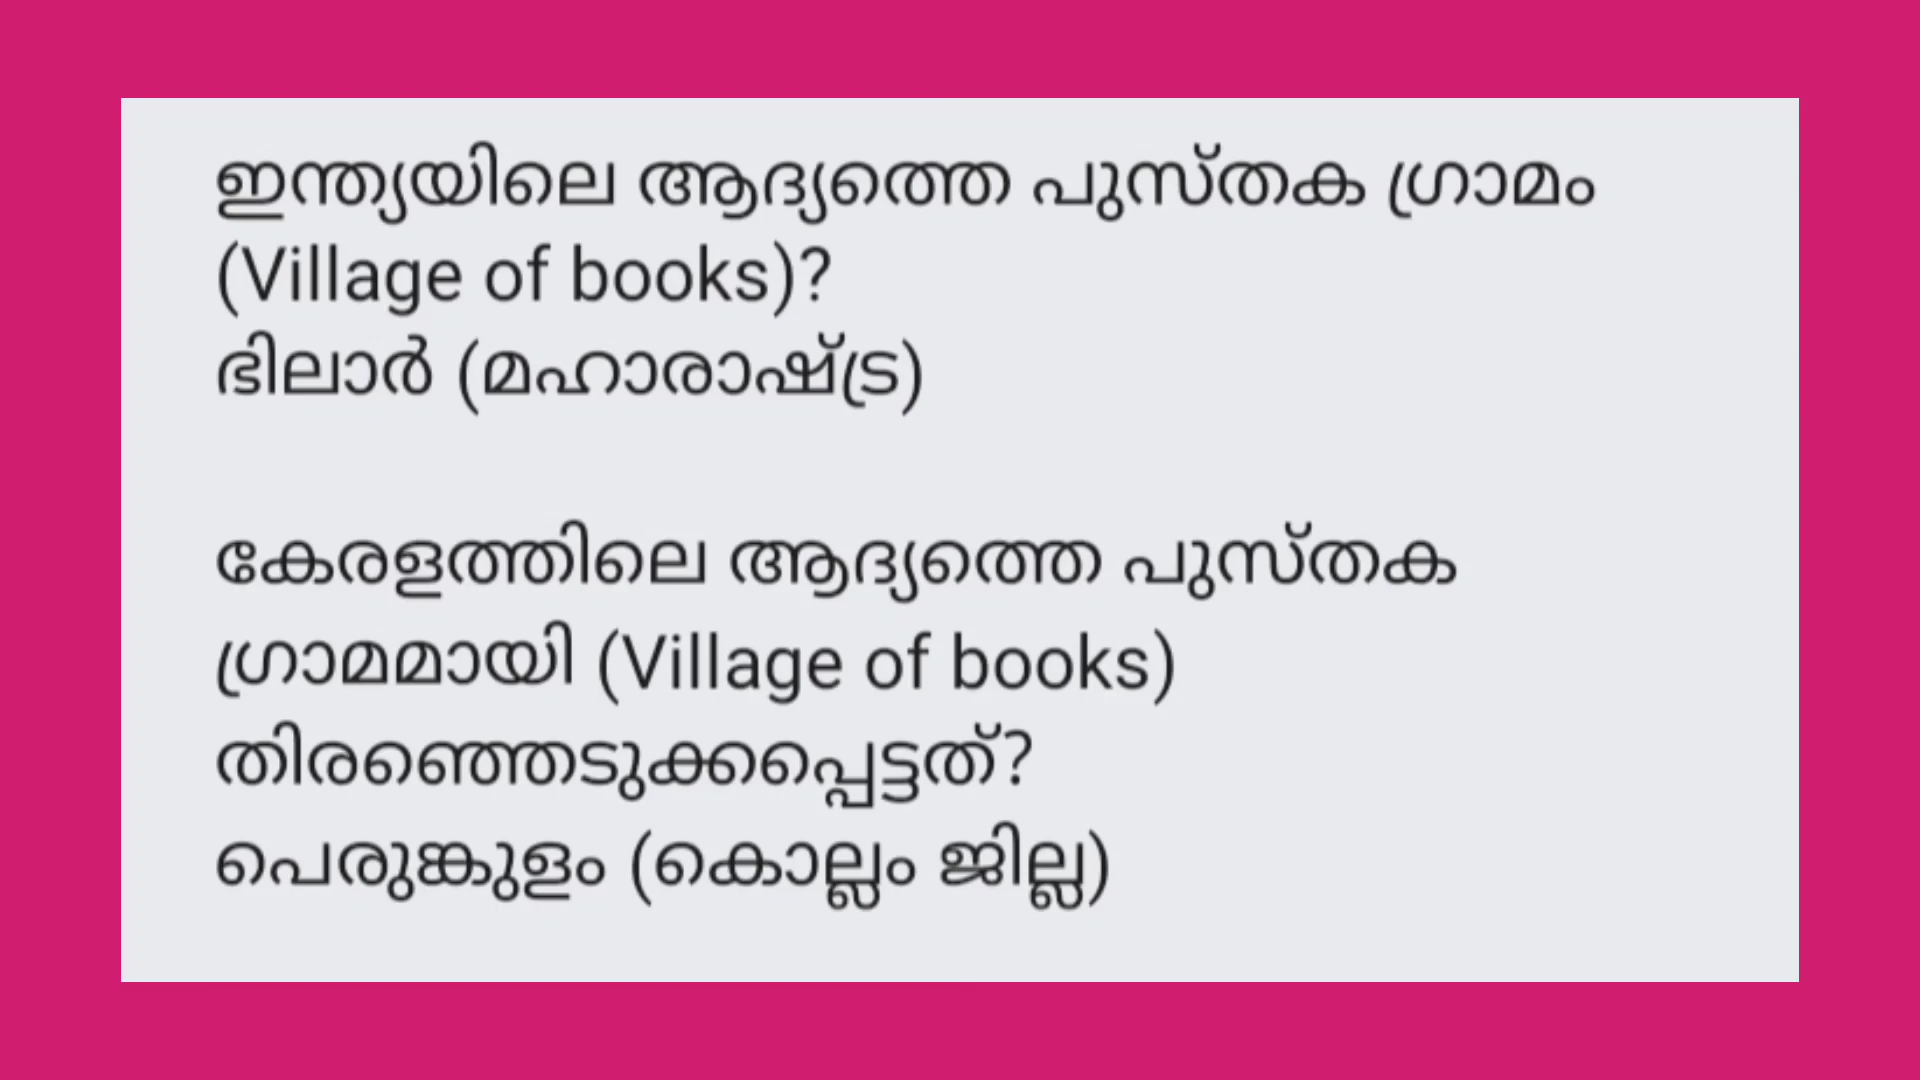 ഇന്ത്യയിലെ ആദ്യത്തെ പുസ്തക ഗ്രാമം
(Village of books)?
ഭിലാർ (മഹാരാഷ്ട്ര)
കേരളത്തിലെ ആദ്യത്തെ പുസ്തക
ഗ്രാമമായി (Village of books)
തിരഞ്ഞെടുക്കപ്പെട്ടത്?
പെരുങ്കുളം (കൊല്ലം ജില്ല)